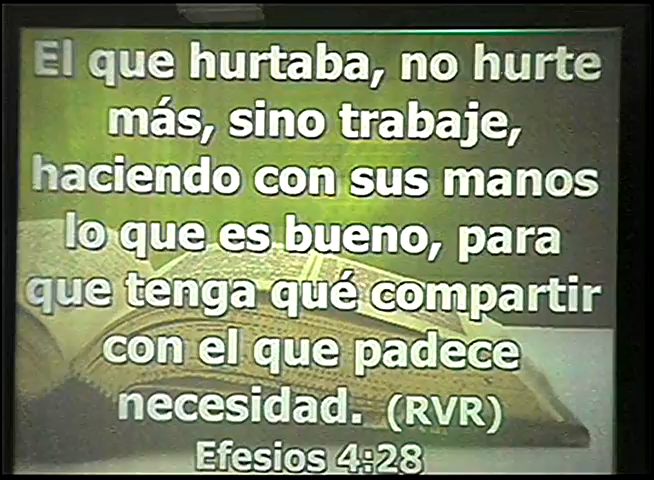 El que hurtaba, no hurte
más, sino trabaje,
haciendo con sus manos
lo que es bueno, para
que tenga qué compartir
con el que padece
necesidad. (RVR)
Efesios 4:28